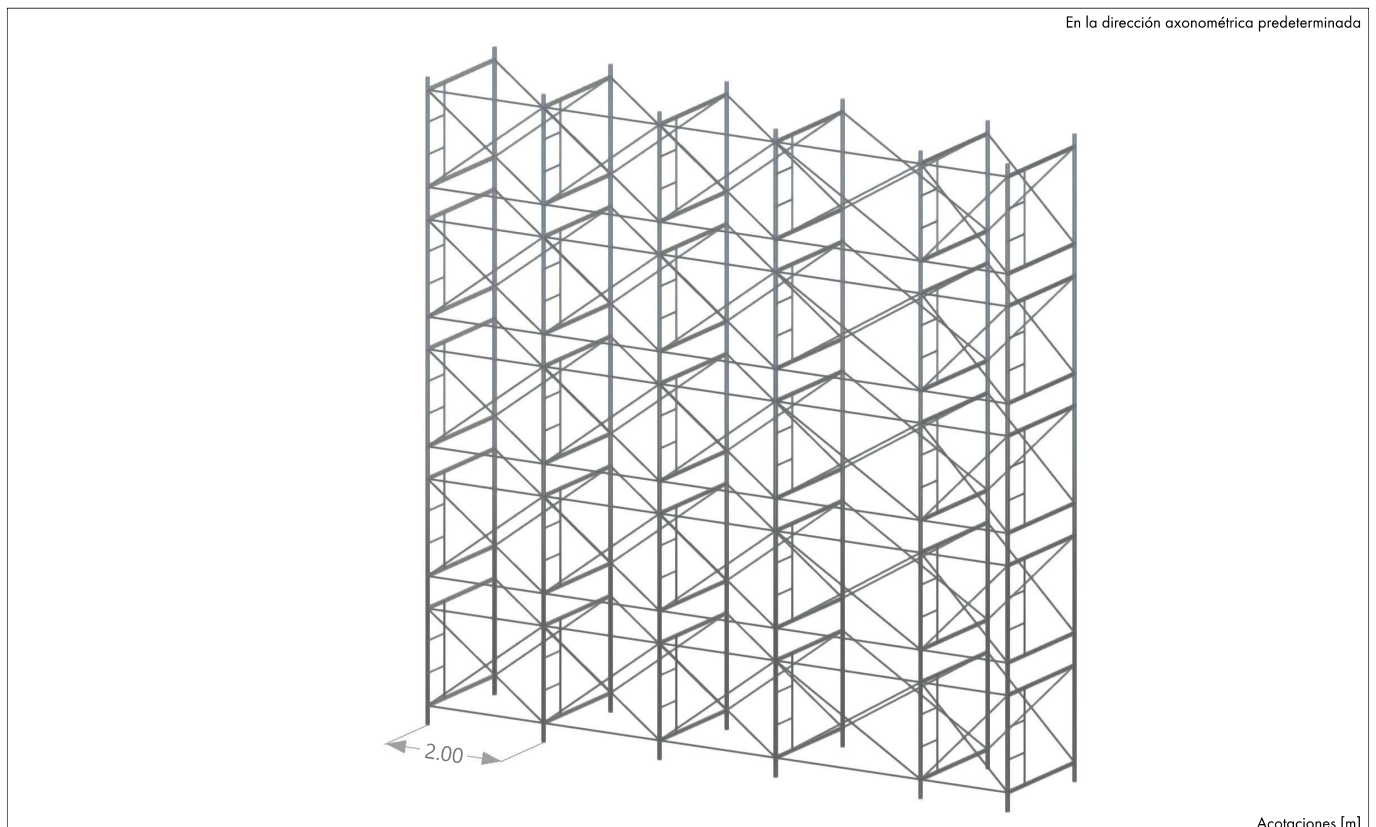 En la dirección axonométrica predeterminada
2.00
Acotaciones [m]